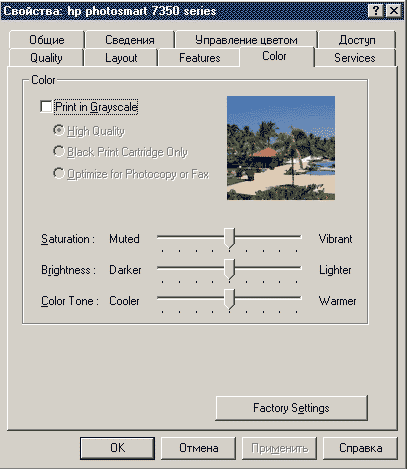 Свойства: hp photosmart 7350 series
Общие Сведения Управление цветом Доступ
Quality Layout Features Color Services
Color
Print in Grayscale
High Quality
Black Print Cartridge Only
Optimize for Photocopy or Fax
Saturation : Muted Vibrant
Brightness : Darker Lighter
Color Tone : Cooler Warmer
Factory Settings
OK Отмена Применить Справка